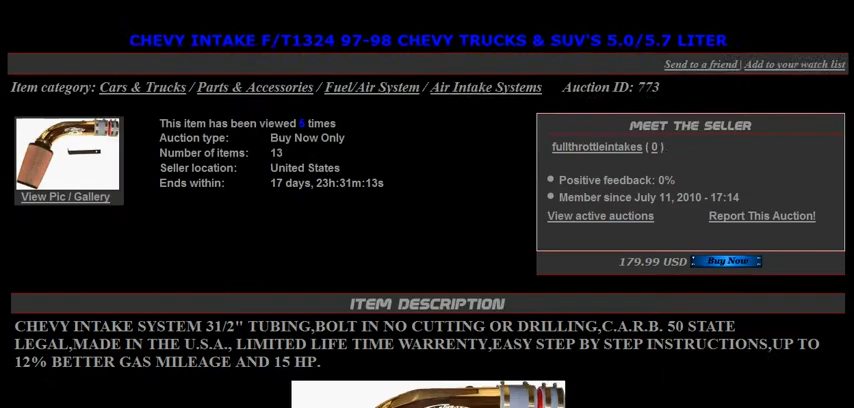 CHEVY INTAKE F/T1324 97-98 CHEVY TRUCKS & SUV'S 5.0/5.7 LITER
Send to a friend | Add to your watch list
Item category: Cars & Trucks / Parts & Accessories / Fuel/Air System / Air Intake Systems Auction ID: 773
This item has been viewed 5 times
Auction type: Buy Now Only
Number of items: 13
Seller location: United States
Ends within: 17 days, 23h:31m:13s
View Pic / Gallery
MEET THE SELLER
fullthrottleintakes ( 0 )
Positive feedback: 0%
Member since July 11, 2010 - 17:14
View active auctions Report This Auction!
179.99 USD Buy Now
ITEM DESCRIPTION
CHEVY INTAKE SYSTEM 31/2" TUBING,BOLT IN NO CUTTING OR DRILLING,C.A.R.B. 50 STATE
LEGAL,MADE IN THE U.S.A., LIMITED LIFE TIME WARRENTY,EASY STEP BY STEP INSTRUCTIONS,UP TO
12% BETTER GAS MILEAGE AND 15 HP.